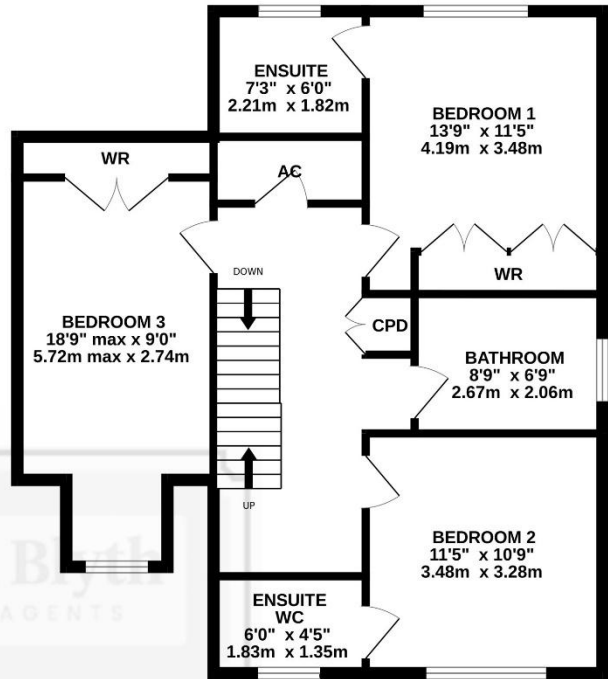 ENSUITE
7'3" x 6'0"
2.21m x 1.82m
BEDROOM 1
13'9" x 11'5"
4.19m x 3.48m
WR
AC
DOWN
WR
BEDROOM 3
18'9" max x 9'0"
5.72m max x 2.74m
CPD
BATHROOM
8'9" x 6'9"
2.67m x 2.06m
UP
BEDROOM 2
11'5" x 10'9"
3.48m x 3.28m
Blyth
AGENTS
ENSUITE
WC
6'0" x 4'5"
1.83m x 1.35m